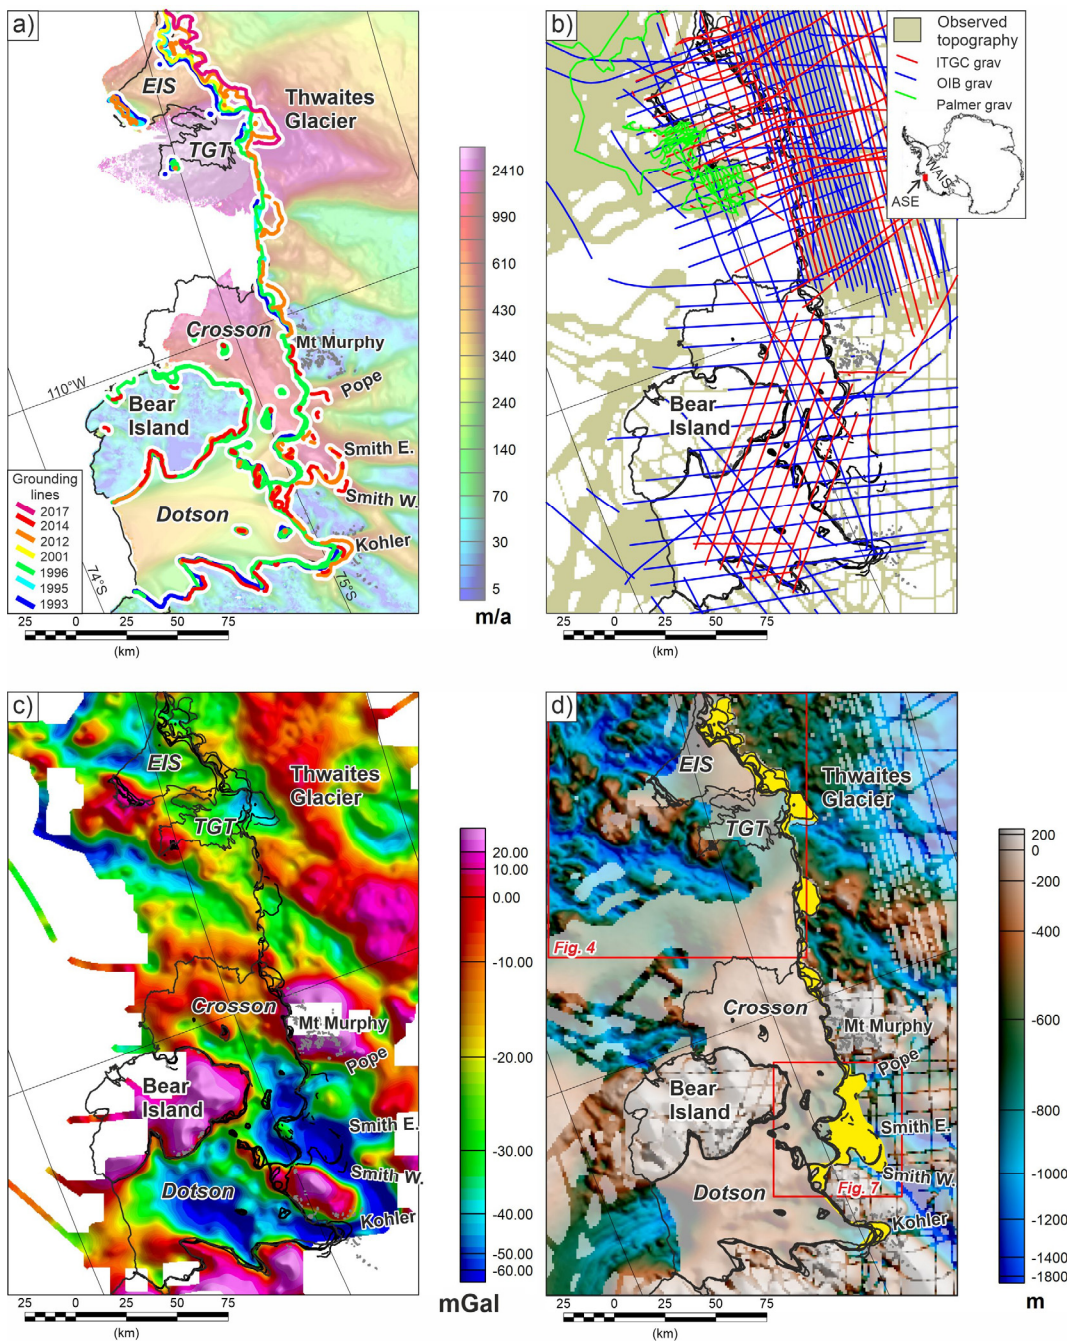 a)
EIS
Thwaites
Glacier
TGT
Crosson
Mt Murphy
110°W
Pope
Bear
Island
Smith E.
Smith W.
Dotson
Kohler
74°S
75°S
Grounding
lines
2017
2014
2012
2001
1996
1995
1993
2410
990
610
430
340
240
140
70
30
5
m/a
25 0 25 50 75
(km)
b)
Observed
topography
ITGC grav
OIB grav
Palmer grav
WAIS
ASE
Bear
Island
25 0 25 50 75
(km)
c)
EIS
Thwaites
Glacier
TGT
Crosson
Mt Murphy
Pope
Bear
Island
Smith E.
Smith W.
Dotson
Kohler
20.00
10.00
0.00
-10.00
-20.00
-30.00
-40.00
-50.00
-60.00
mGal
25 0 25 50 75
(km)
d)
EIS
Thwaites
Glacier
TGT
Fig. 4
Crosson
Mt Murphy
Pope
Bear
Island
Smith E.
Smith W.
Fig. 7
Dotson
Kohler
200
0
-200
-400
-600
-800
-1000
-1200
-1400
-1800
m
25 0 25 50 75
(km)